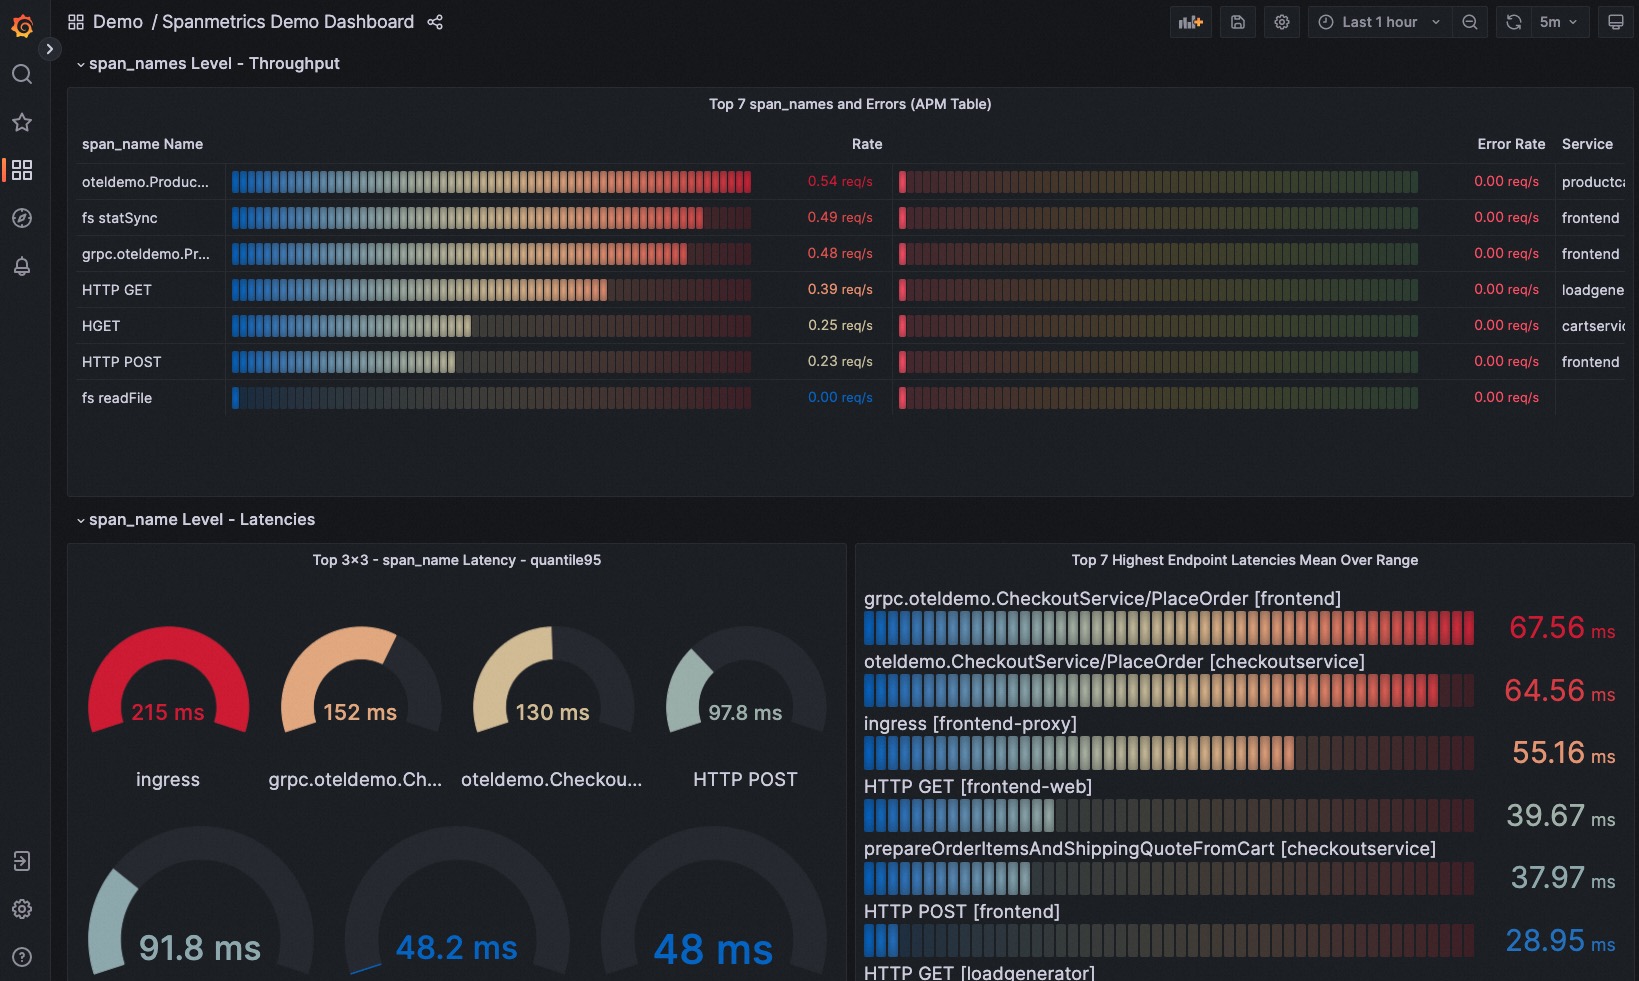 Demo / Spanmetrics Demo Dashboard
Last 1 hour
5m
span_names Level - Throughput
Top 7 span_names and Errors (APM Table)
span_name Name Rate Error Rate Service
oteldemo.Produc... 0.54 req/s 0.00 req/s productca
fs statSync 0.49 req/s 0.00 req/s frontend
grpc.oteldemo.Pr... 0.48 req/s 0.00 req/s frontend
HTTP GET 0.39 req/s 0.00 req/s loadgene
HGET 0.25 req/s 0.00 req/s cartservic
HTTP POST 0.23 req/s 0.00 req/s frontend
fs readFile 0.00 req/s 0.00 req/s
span_name Level - Latencies
Top 3x3 - span_name Latency - quantile95
215 ms 152 ms 130 ms 97.8 ms
ingress grpc.oteldemo.Ch... oteldemo.Checkou... HTTP POST
91.8 ms 48.2 ms 48 ms
Top 7 Highest Endpoint Latencies Mean Over Range
grpc.oteldemo.CheckoutService/PlaceOrder [frontend]
67.56 ms
oteldemo.CheckoutService/PlaceOrder [checkoutservice]
64.56 ms
ingress [frontend-proxy]
55.16 ms
HTTP GET [frontend-web]
39.67 ms
prepareOrderItemsAndShippingQuoteFromCart [checkoutservice]
37.97 ms
HTTP POST [frontend]
28.95 ms
HTTP GET [loadgenerator]